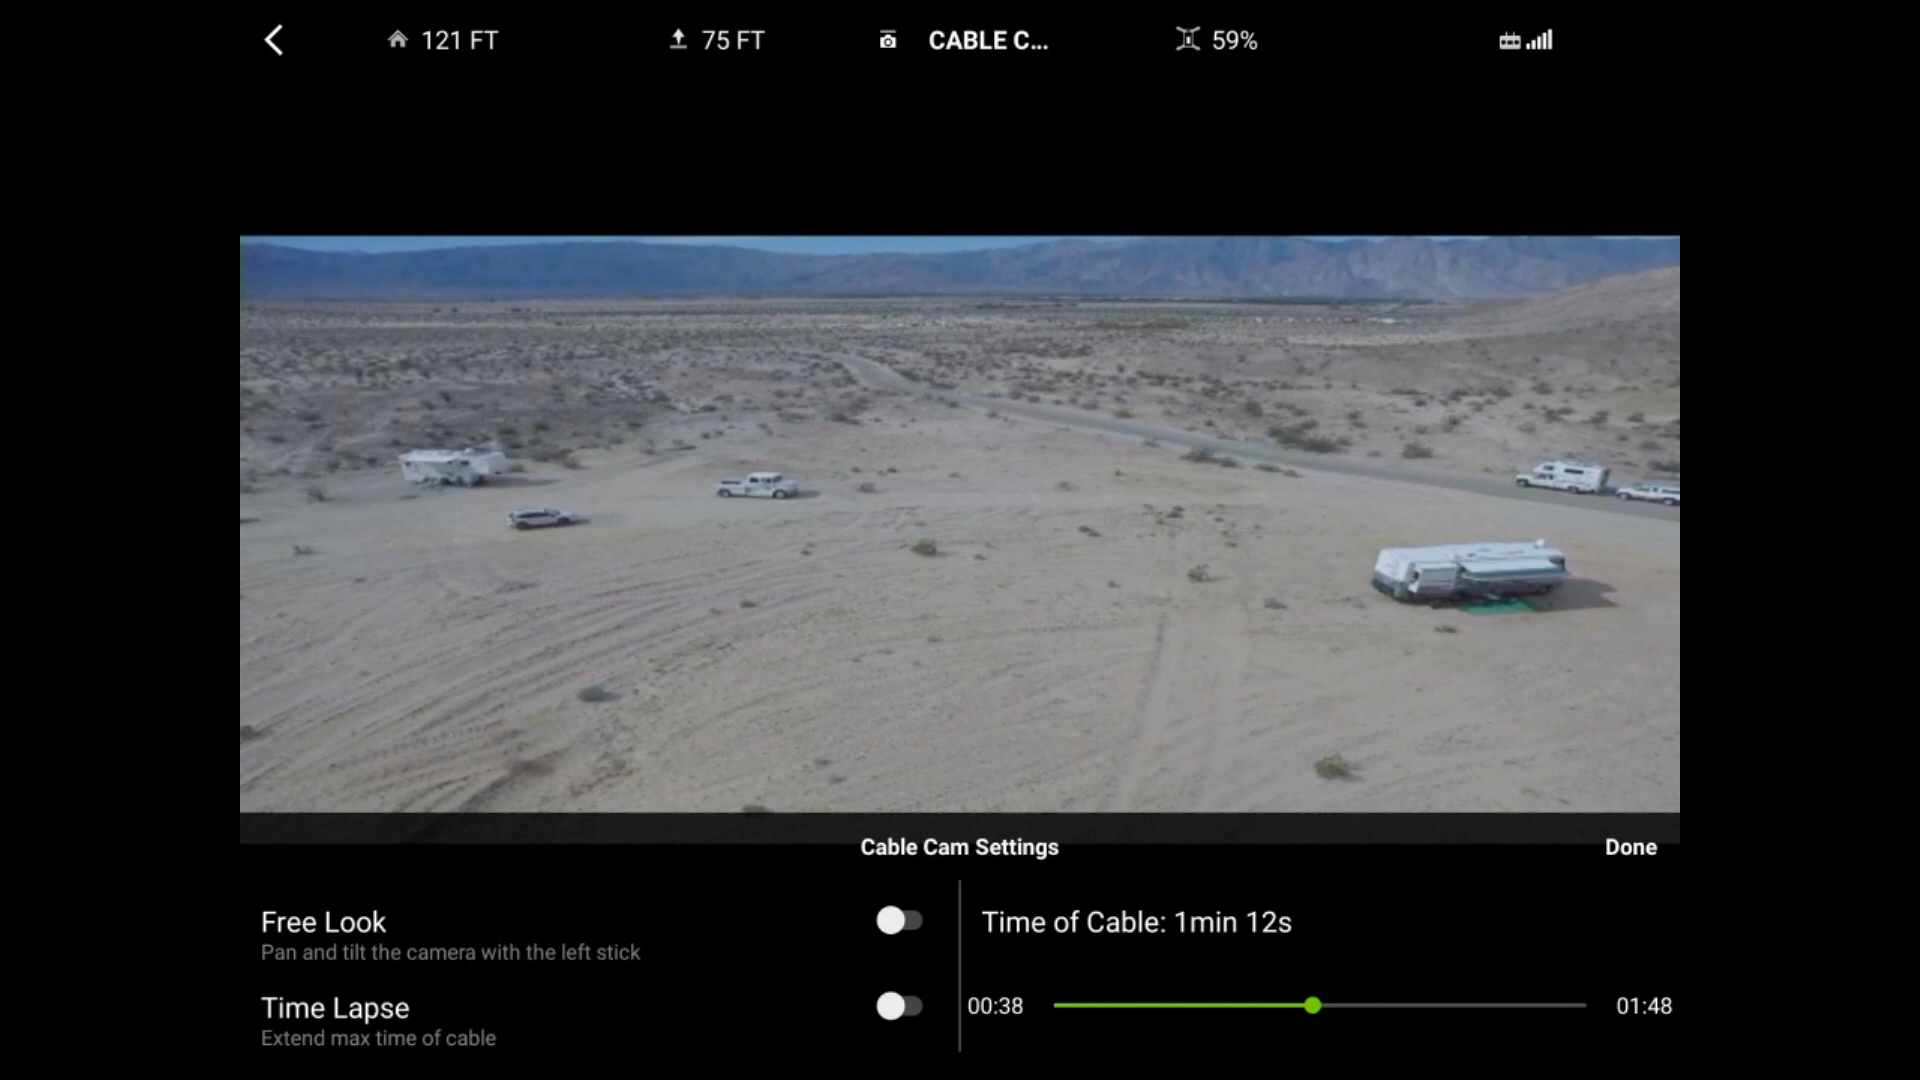 121 FT
75 FT
CABLE C...
59%
Cable Cam Settings
Done
Free Look
Pan and tilt the camera with the left stick
Time of Cable: 1min 12s
Time Lapse
Extend max time of cable
00:38
01:48